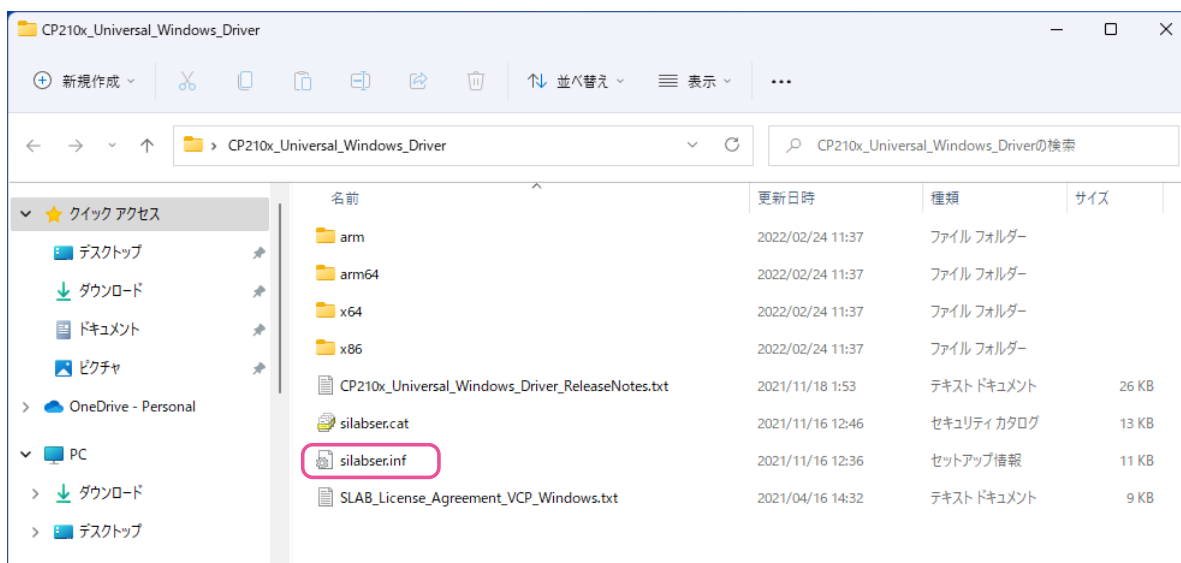 CP210x_Universal_Windows_Driver
新規作成 並べ替え 表示
CP210x_Universal_Windows_Driver CP210x_Universal_Windows_Driverの検索
名前 更新日時 種類 サイズ
クイック アクセス
デスクトップ
ダウンロード
ドキュメント
ピクチャ
OneDrive - Personal
PC
ダウンロード
デスクトップ
arm 2022/02/24 11:37 ファイル フォルダー
arm64 2022/02/24 11:37 ファイル フォルダー
x64 2022/02/24 11:37 ファイル フォルダー
x86 2022/02/24 11:37 ファイル フォルダー
CP210x_Universal_Windows_Driver_ReleaseNotes.txt 2021/11/18 1:53 テキスト ドキュメント 26 KB
silabser.cat 2021/11/16 12:46 セキュリティ カタログ 13 KB
silabser.inf 2021/11/16 12:36 セットアップ情報 11 KB
SLAB_License_Agreement_VCP_Windows.txt 2021/04/16 14:32 テキスト ドキュメント 9 KB